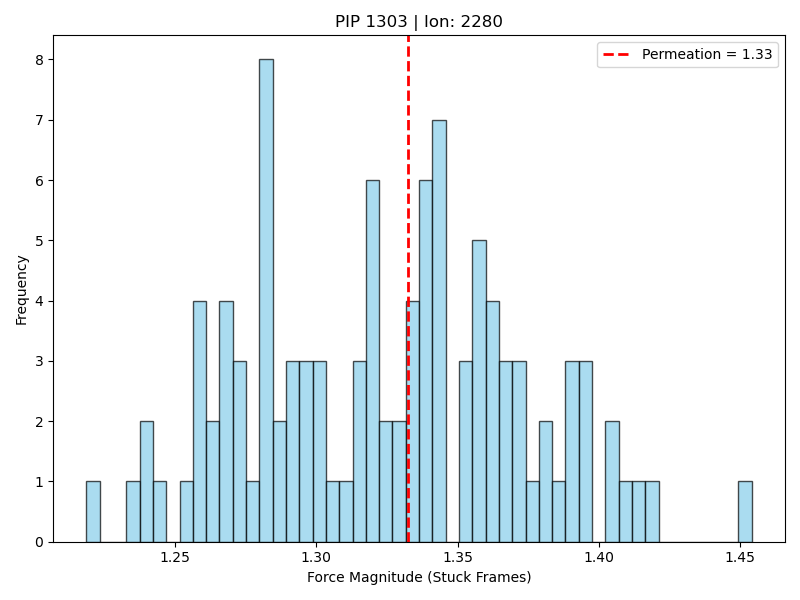 PIP 1303 | Ion: 2280
Permeation = 1.33
8
7
6
5
4
3
2
1
0
Frequency
1.25 1.30 1.35 1.40 1.45
Force Magnitude (Stuck Frames)